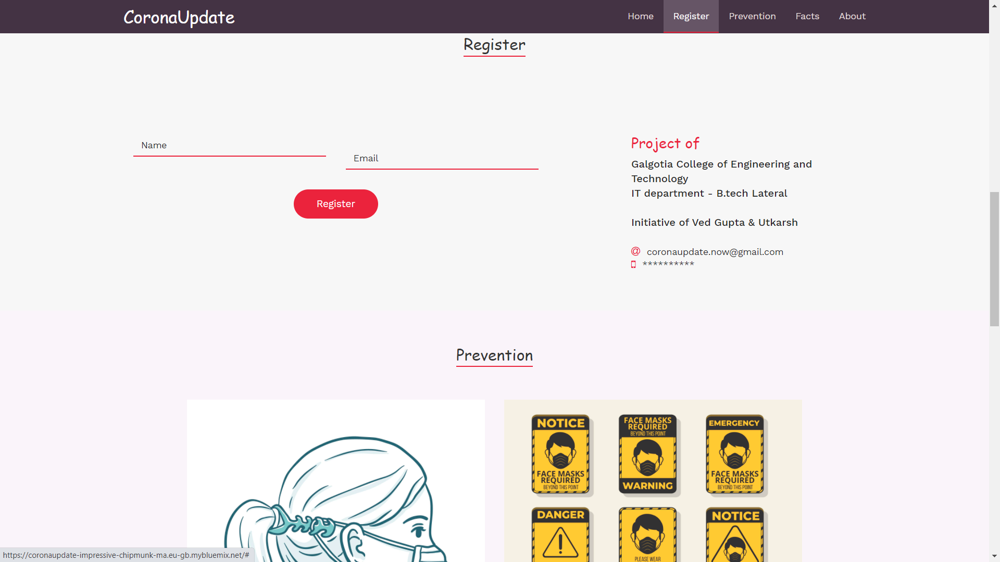 CoronaUpdate
Home
Register
Prevention
Facts
About
Register
Name
Email
Register
Project of
Galgotia College of Engineering and
Technology
IT department - B.tech Lateral
Initiative of Ved Gupta & Utkarsh
@ coronaupdate.now@gmail.com
**********
Prevention
NOTICE
FACE MASKS
REQUIRED
BEYOND THIS POINT
FACE MASKS
REQUIRED
BEYOND THIS POINT
WARNING
EMERGENCY
FACE MASKS
REQUIRED
BEYOND THIS POINT
DANGER
!
PLEASE WEAR
NOTICE
https://coronaupdate-impressive-chipmunk-ma.eu-gb.mybluemix.net/#